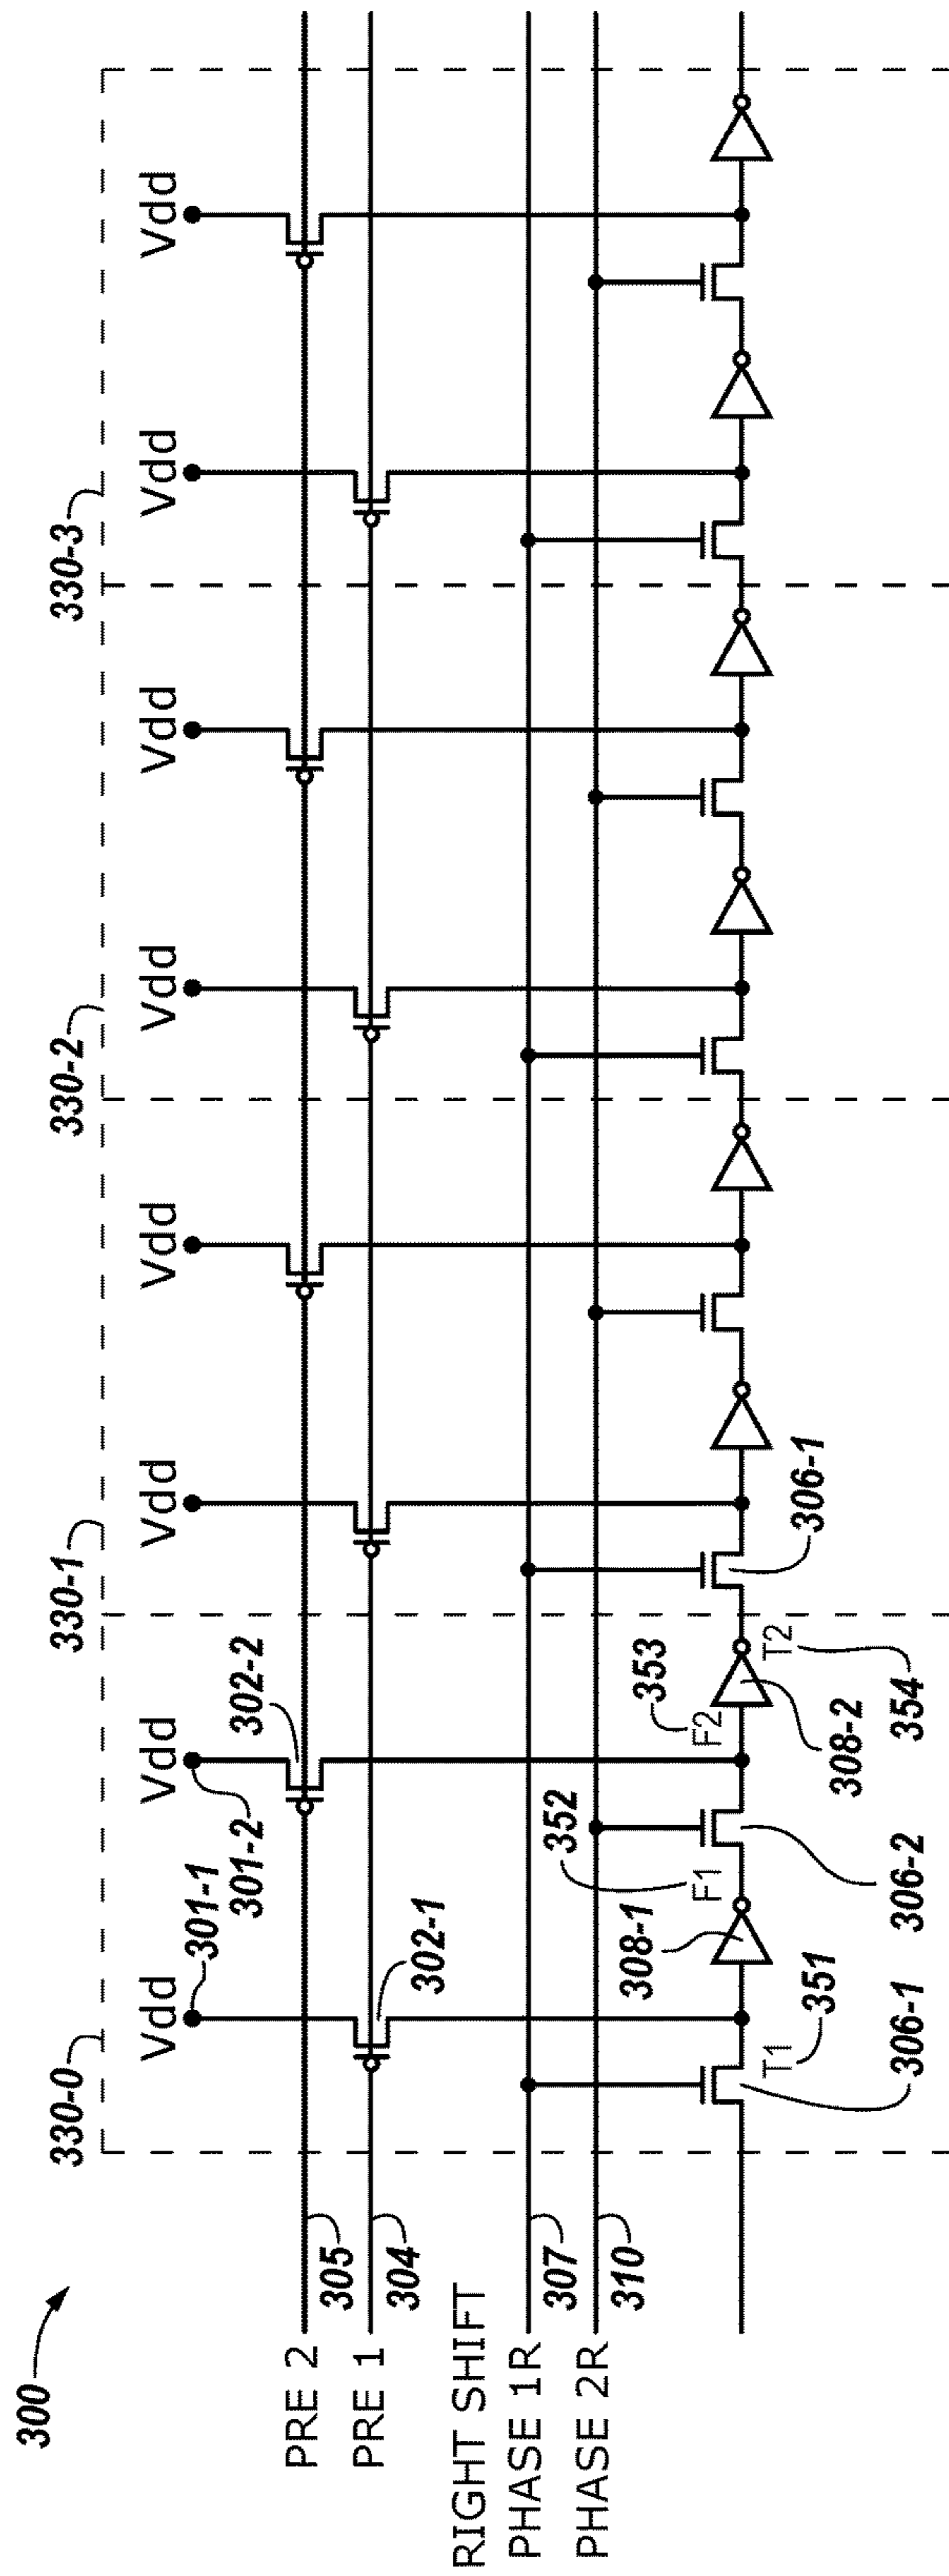 300
330-0
330-1
330-2
330-3
Vdd
Vdd
Vdd
Vdd
Vdd
Vdd
Vdd
Vdd
301-1
301-2
302-2
302-1
PRE 2
305
PRE 1
304
RIGHT SHIFT
PHASE 1R
307
PHASE 2R
310
352
353
308-1
F1
F2
T1
T2
351
306-1
306-2
308-2
354
306-1